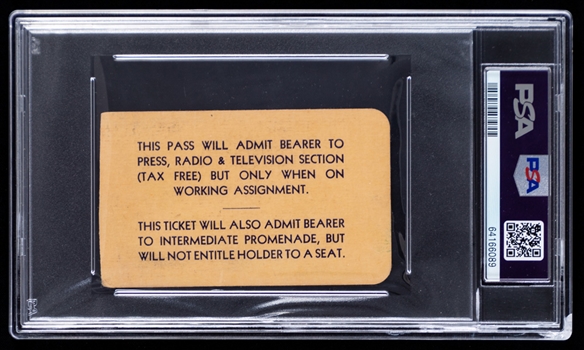 THIS PASS WILL ADMIT BEARER TO
PRESS, RADIO & TELEVISION SECTION
(TAX FREE) BUT ONLY WHEN ON
WORKING ASSIGNMENT.
THIS TICKET WILL ALSO ADMIT BEARER
TO INTERMEDIATE PROMENADE, BUT
WILL NOT ENTITLE HOLDER TO A SEAT.
PSA
PSA
64166089